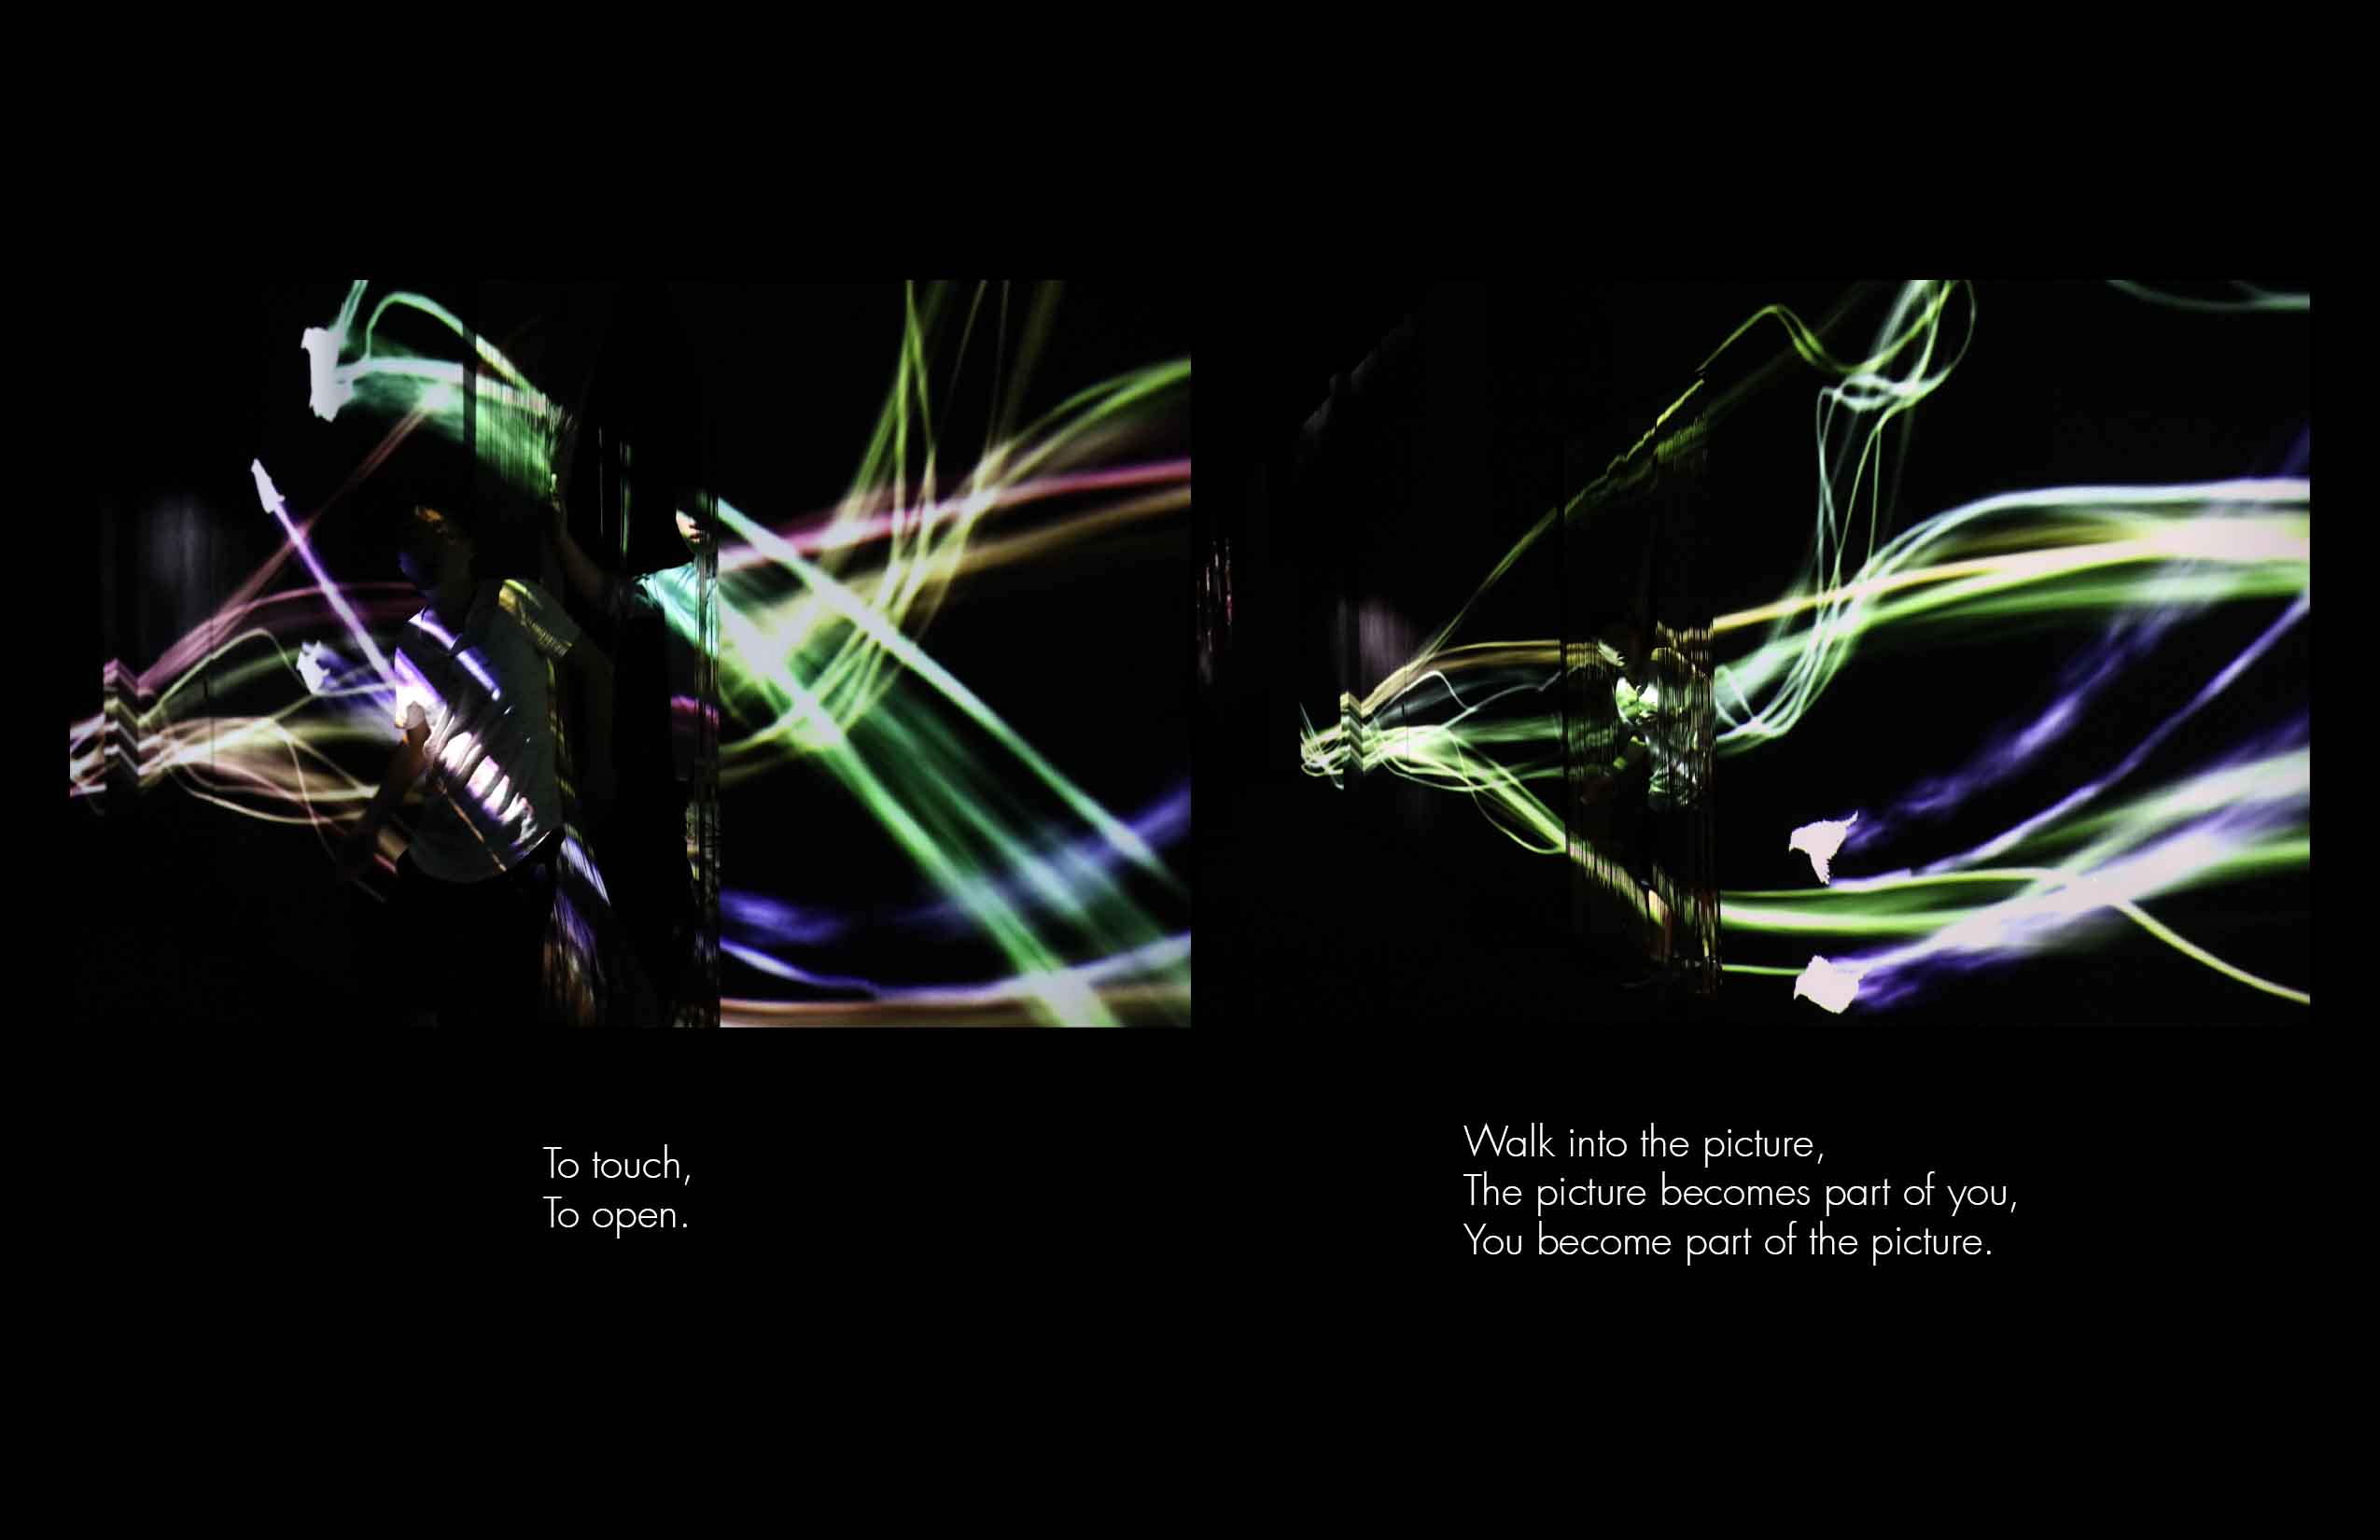 To touch,
To open.
Walk into the picture,
The picture becomes part of you,
You become part of the picture.